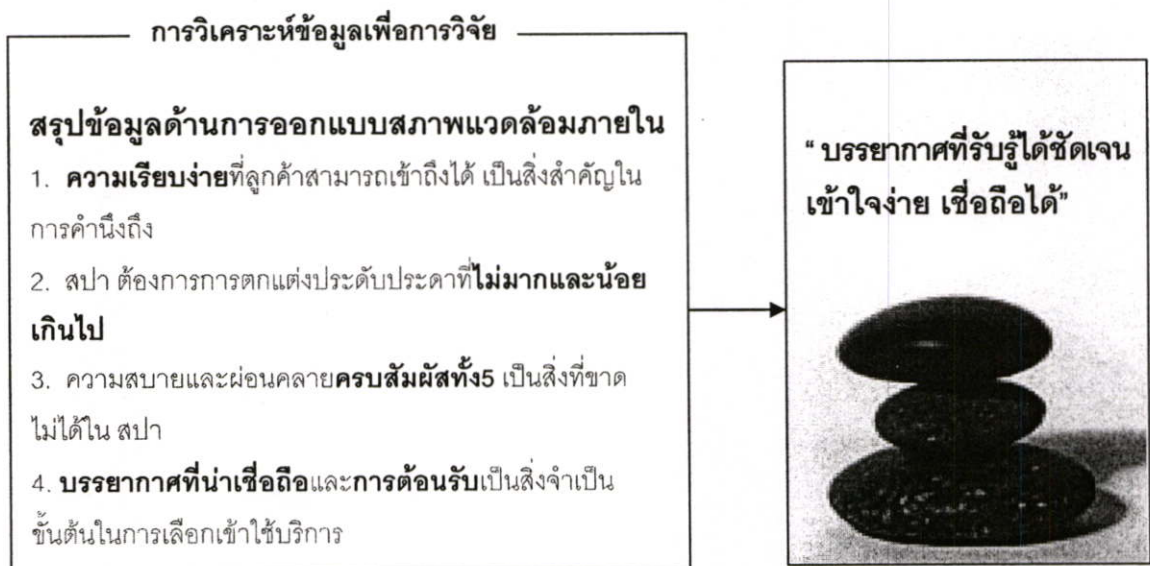 การวิเคราะห์ข้อมูลเพื่อการวิจัย
สรุปข้อมูลด้านการออกแบบสภาพแวดล้อมภายใน
1. ความเรียบง่ายที่ลูกค้าสามารถเข้าถึงได้ เป็นสิ่งสำคัญใน
การคำนึงถึง
2. สปา ต้องการการตกแต่งประดับประดาที่ไม่มากและน้อย
เกินไป
3. ความสบายและผ่อนคลายครบสัมผัสทั้ง5 เป็นสิ่งที่ขาด
ไม่ได้ใน สปา
4. บรรยากาศที่น่าเชื่อถือและการต้อนรับเป็นสิ่งจำเป็น
ขั้นต้นในการเลือกเข้าใช้บริการ
“ บรรยากาศที่รับรู้ได้ชัดเจน
เข้าใจง่าย เชื่อถือได้”